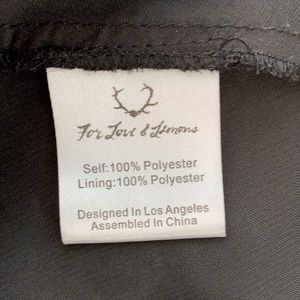 For Love & Lemons
Self:100% Polyester
Lining:100% Polyester
Designed In Los Angeles
Assembled In China